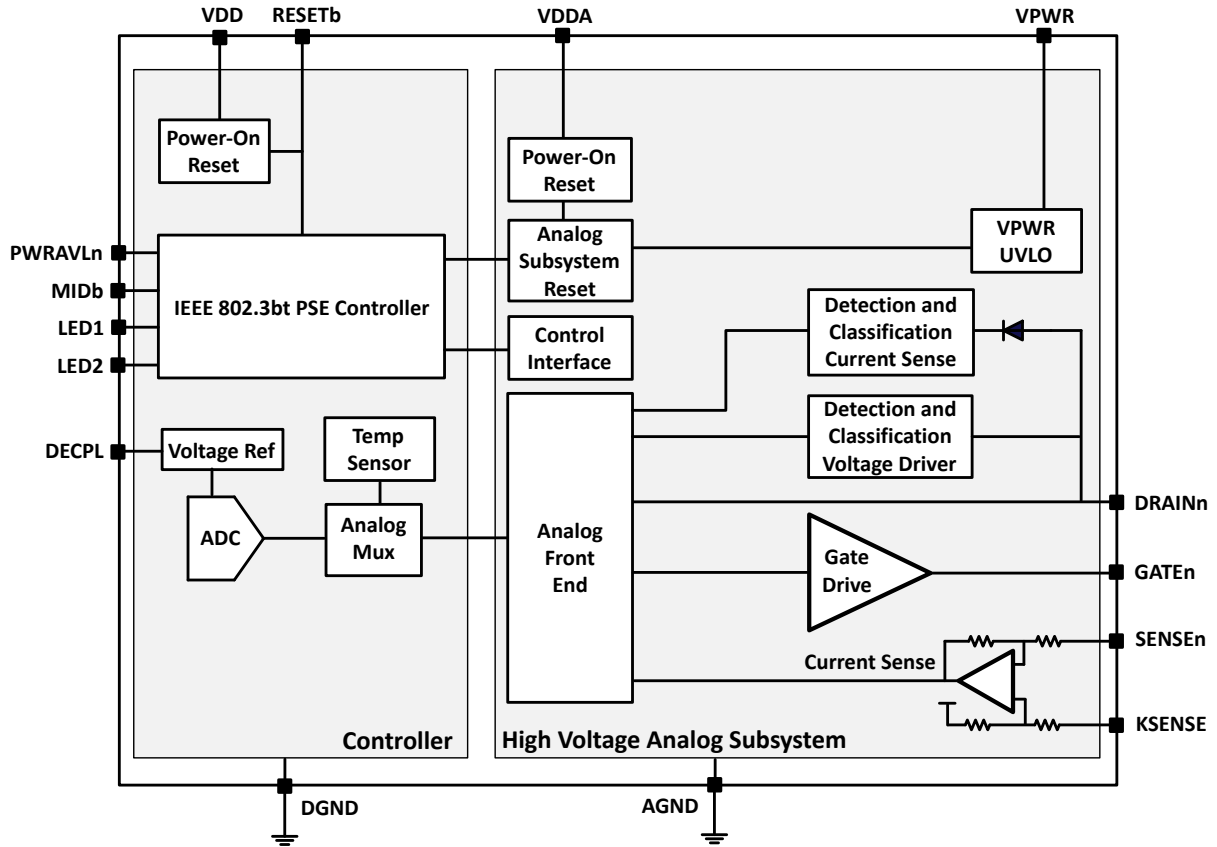 VDD
RESETb
VDDA
VPWR
Power-On
Reset
Power-On
Reset
PWRAVLn
MIDb
LED1
LED2
IEEE 802.3bt PSE Controller
Analog
Subsystem
Reset
VPWR
UVLO
Control
Interface
Detection and
Classification
Current Sense
Detection and
Classification
Voltage Driver
DECPL
Voltage Ref
Temp
Sensor
ADC
Analog
Mux
Analog
Front
End
Gate
Drive
DRAINn
GATEn
SENSEn
Current Sense
KSENSE
Controller
High Voltage Analog Subsystem
DGND
AGND